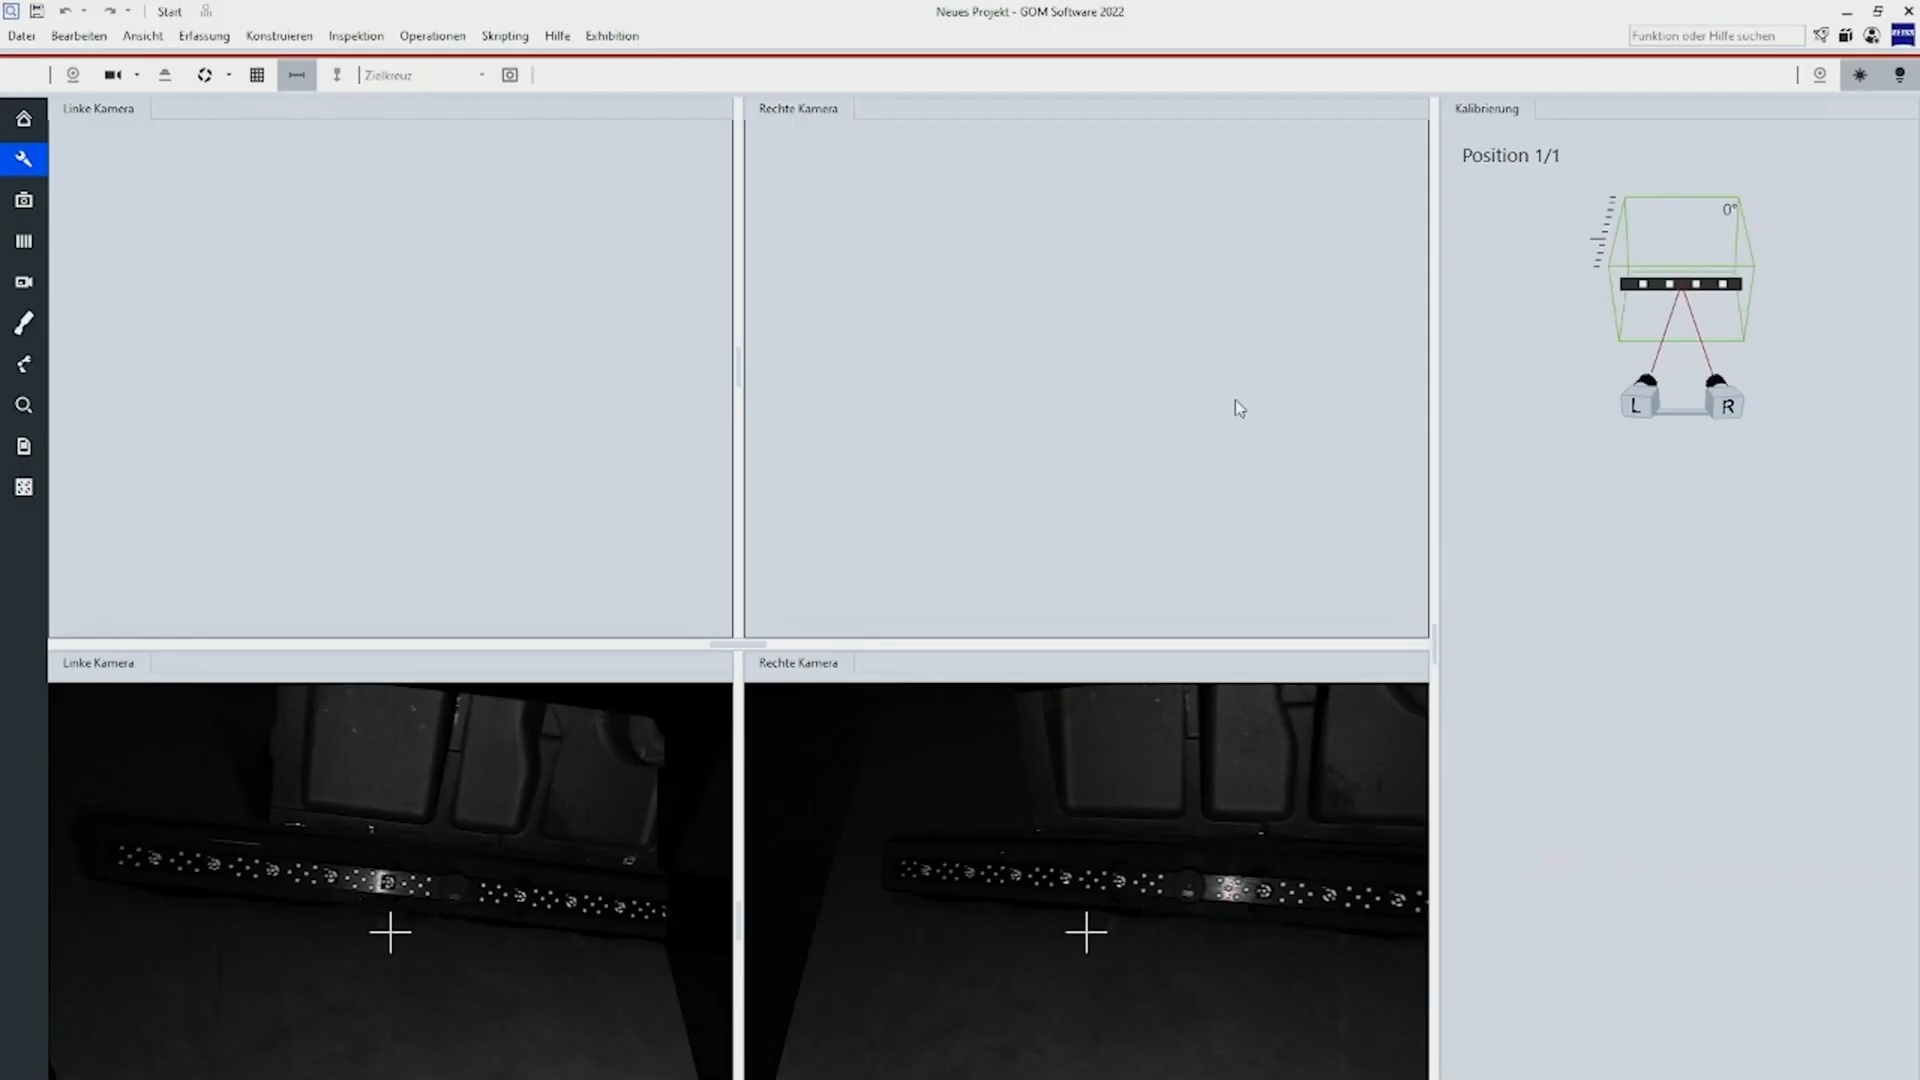 Start
Neues Projekt - GOM Software 2022
Datei Bearbeiten Ansicht Erfassung Konstruieren Inspektion Operationen Skripting Hilfe Exhibition
Funktion oder Hilfe suchen
ZEISS
Zielkreuz
Linke Kamera
Rechte Kamera
Kalibrierung
Position 1/1
0°
L
R
Linke Kamera
Rechte Kamera